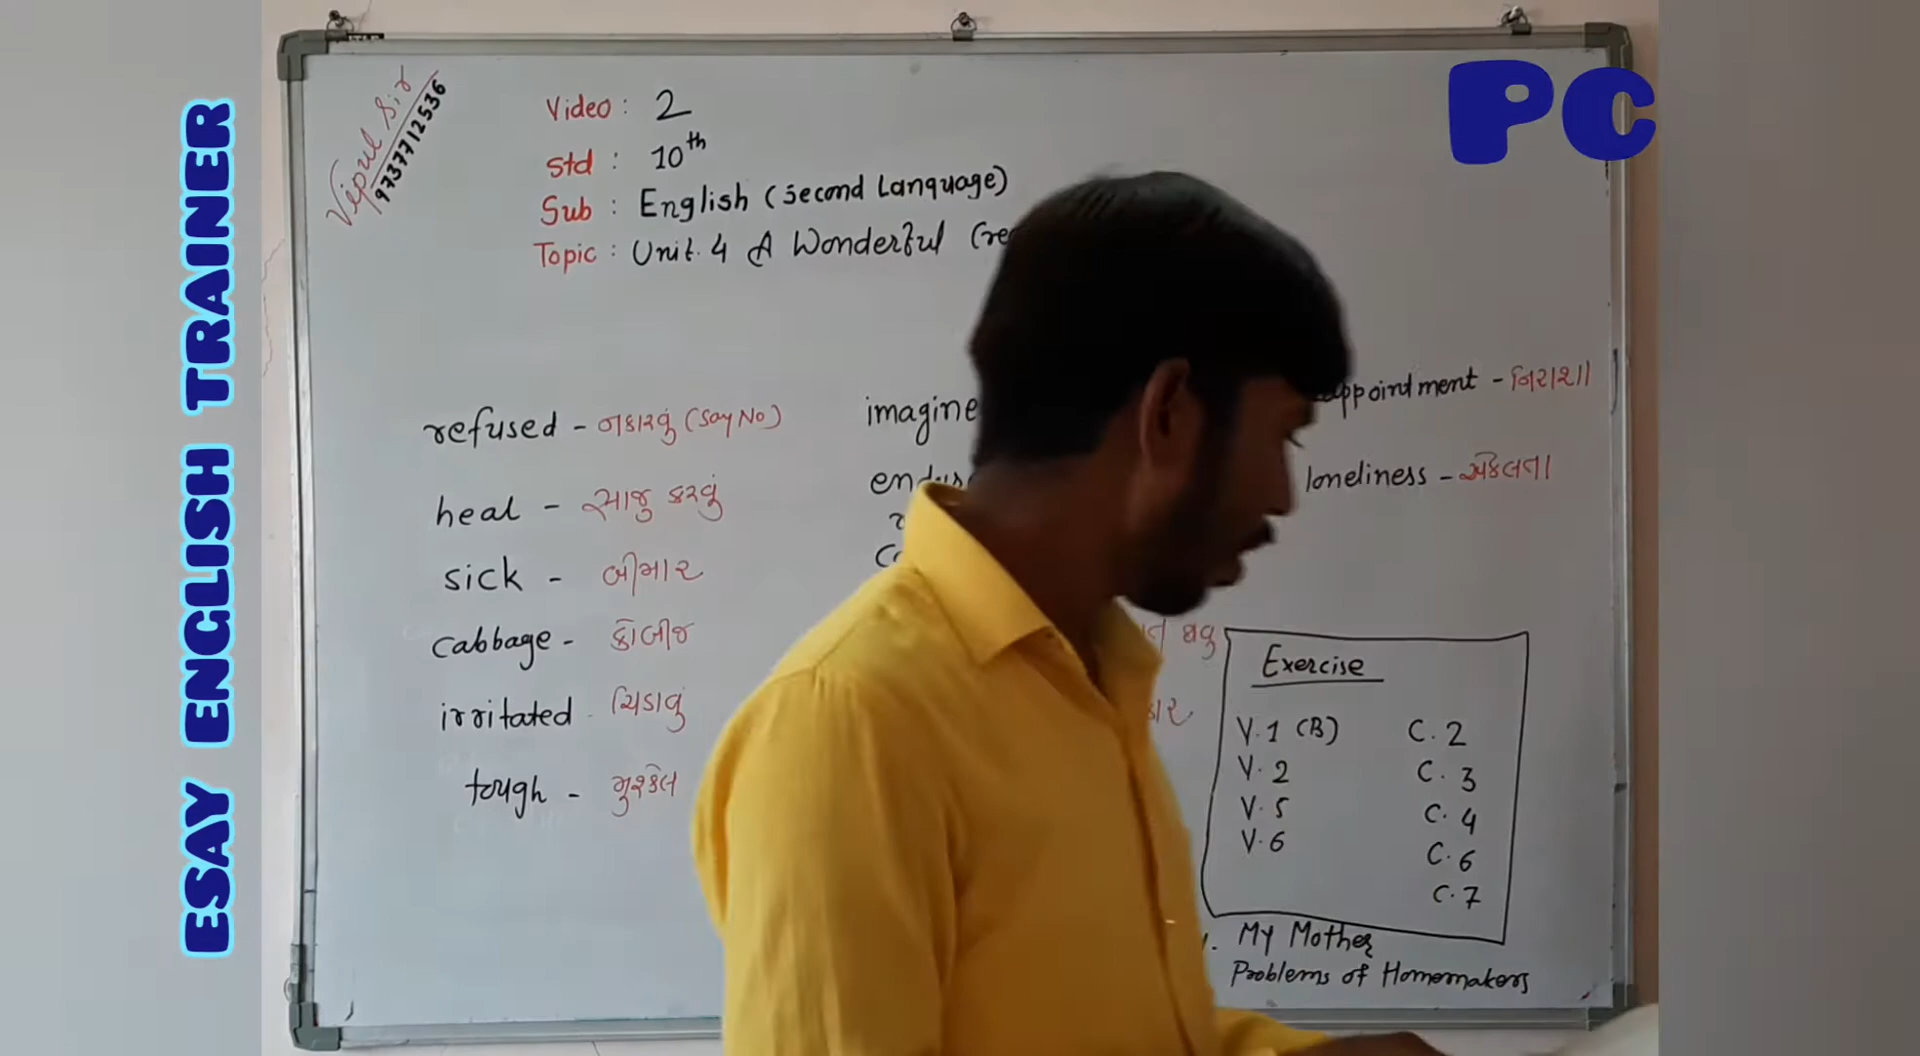 ESAY ENGLISH TRAINER
PC
Vipul Sir
9737712536
Video : 2
Std : 10th
Sub : English (Second Language)
Topic : Unit. 4 A Wonderful
refused - નકારવું (Say No)
heal - સાજુ કરવું
sick - બીમાર
cabbage - કોબીજ
irritated - ચિડાવું
tough - મુશ્કેલ
imagine
appointment - નિરાશા
loneliness - એકલતા
Exercise
V. 1 (B)
V. 2
V. 5
V. 6
C. 2
C. 3
C. 4
C. 6
C. 7
My Mother
Problems of Homemakers